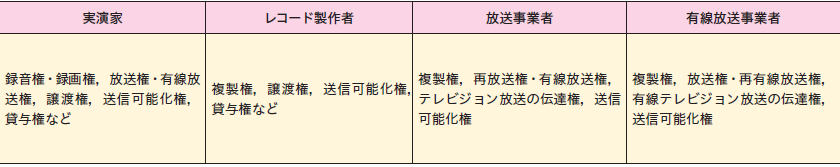 実演家
レコード製作者
放送事業者
有線放送事業者
録音権・録画権，放送権・有線放
送権，譲渡権，送信可能化権，
貸与権など
複製権，譲渡権，送信可能化権，
貸与権など
複製権，再放送権・有線放送権，
テレビジョン放送の伝達権，送信
可能化権
複製権，放送権・再有線放送権，
有線テレビジョン放送の伝達権，
送信可能化権